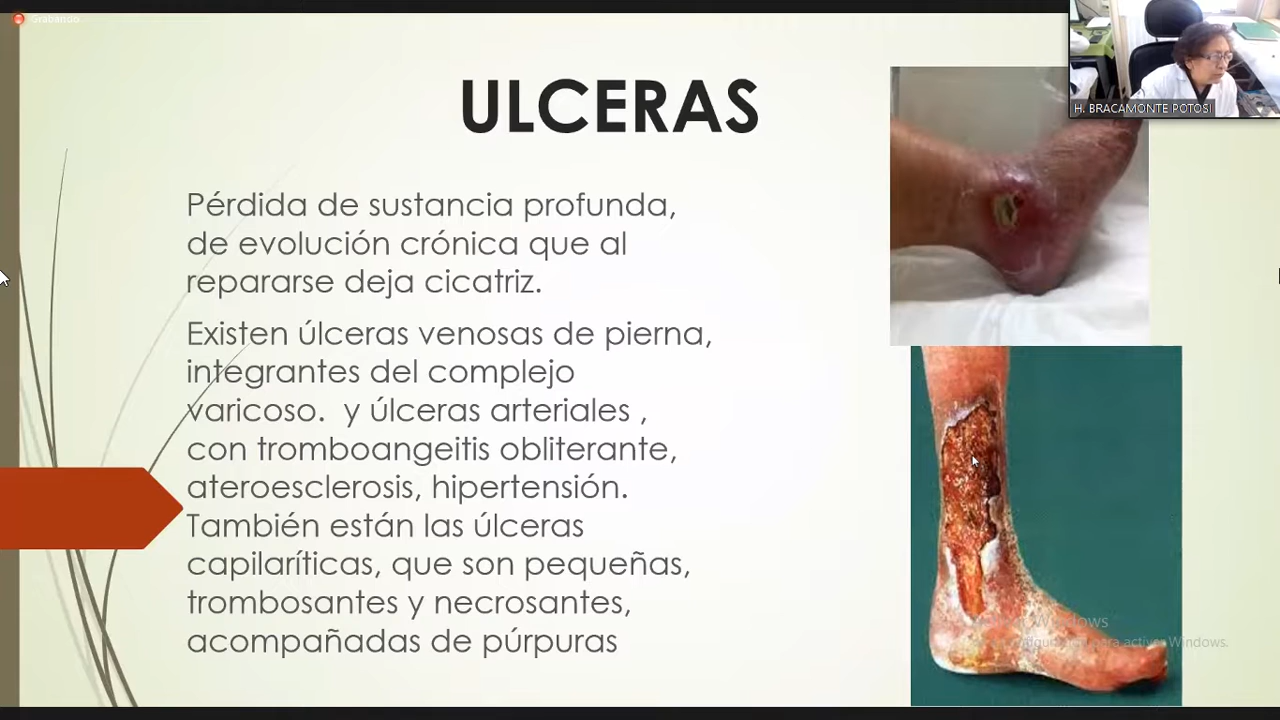 Grabando
H. BRACAMONTE POTOSI
ULCERAS
Pérdida de sustancia profunda,
de evolución crónica que al
repararse deja cicatriz.
Existen úlceras venosas de pierna,
integrantes del complejo
varicoso.  y úlceras arteriales ,
con tromboangeitis obliterante,
ateroesclerosis, hipertensión.
También están las úlceras
capilaríticas, que son pequeñas,
trombosantes y necrosantes,
acompañadas de púrpuras
Windows
para activar Windows.